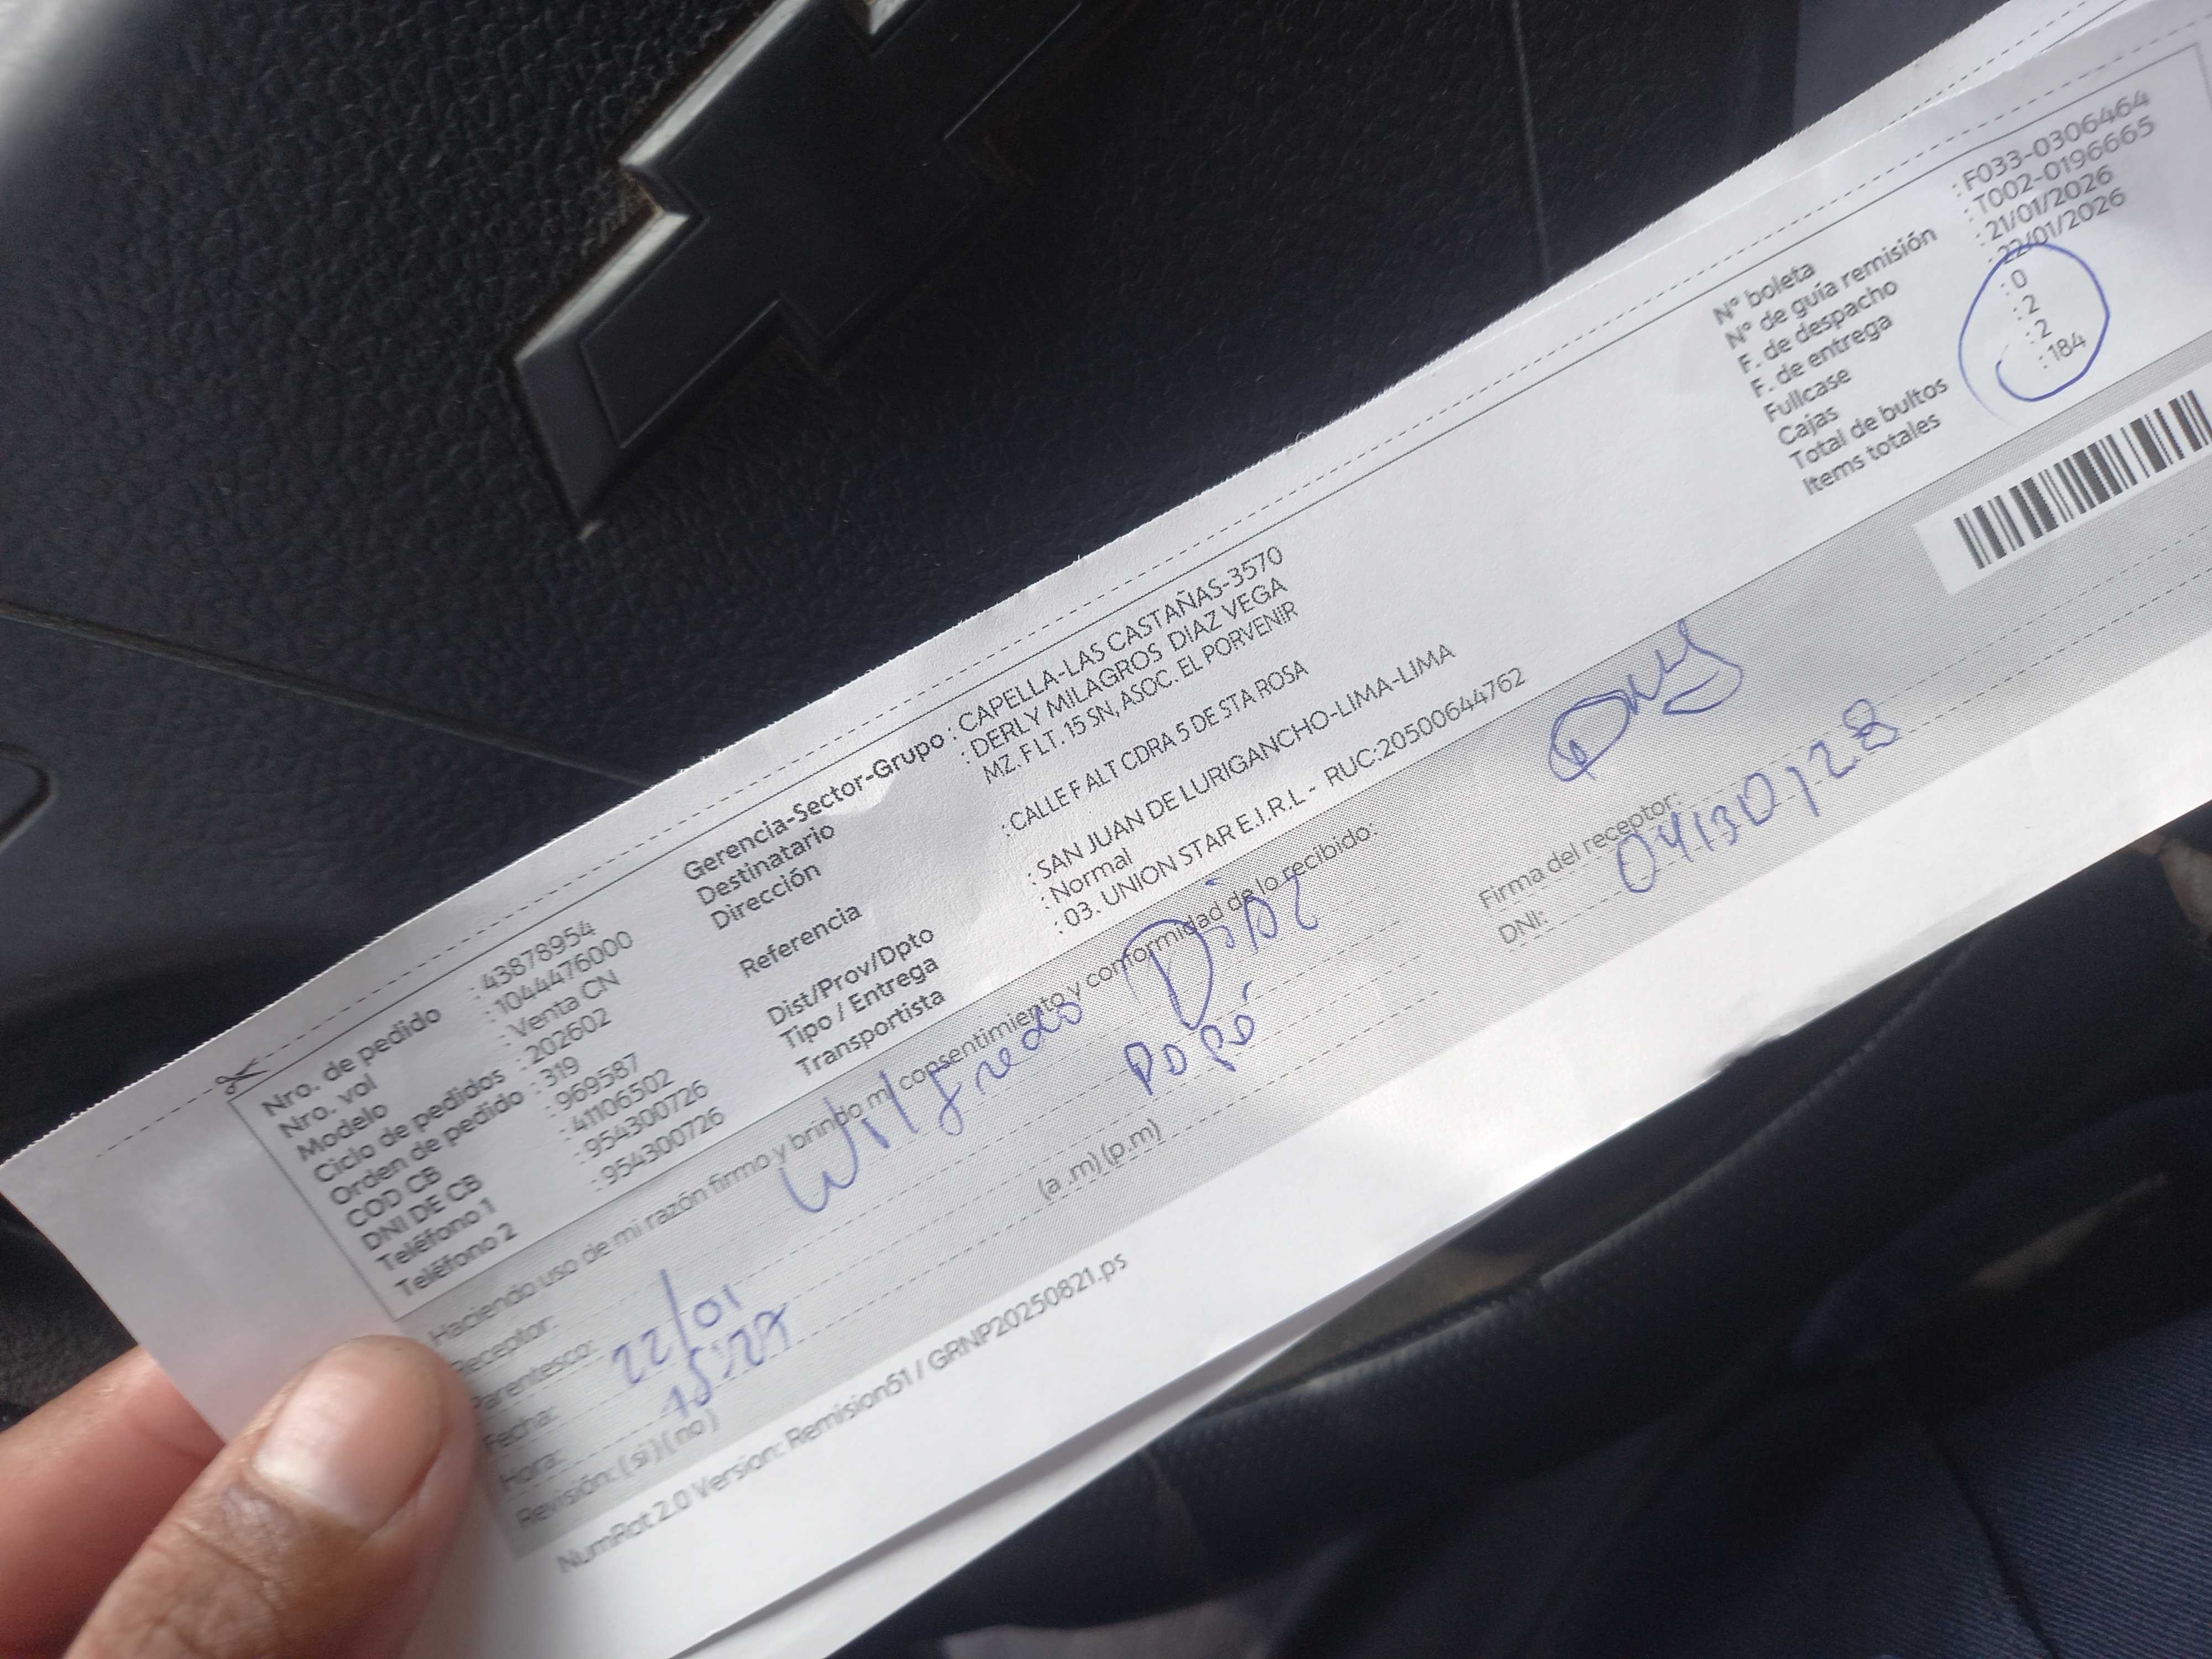 Nro. de pedido : 43878954
Nro. vol : 1044476000
Modelo : Venta CN
Ciclo de pedidos : 202602
Orden de pedido : 319
COD CB : 969587
DNI DE CB : 41106502
Teléfono 1 : 954300726
Teléfono 2 : 954300726
Gerencia-Sector-Grupo : CAPELLA-LAS CASTAÑAS-3570
Destinatario : DERLY MILAGROS DIAZ VEGA
Dirección MZ. F LT. 15 SN, ASOC. EL PORVENIR
Referencia : CALLE F ALT CDRA 5 DE STA ROSA
Dist/Prov/Dpto : SAN JUAN DE LURIGANCHO-LIMA-LIMA
Tipo / Entrega : Normal
Transportista : 03. UNION STAR E.I.R.L - RUC:20500644762
N° boleta : F033-0306464
N° de guía remisión : T002-0196665
F. de despacho : 21/01/2026
F. de entrega : 22/01/2026
Fullcase : 0
Cajas : 2
Total de bultos : 2
Items totales : 184
Haciendo uso de mi razón firmo y brindo mi consentimiento y conformidad de lo recibido:
Receptor: Wilfredo Díaz
Parentesco: papá
Fecha: 22/01
Hora: 15:27 (a .m) (p.m)
Revisión: ( si ) ( no )
Firma del receptor:
DNI: 04130128
NumRot 2.0 Version: Remision51 / GRNP20250821.ps